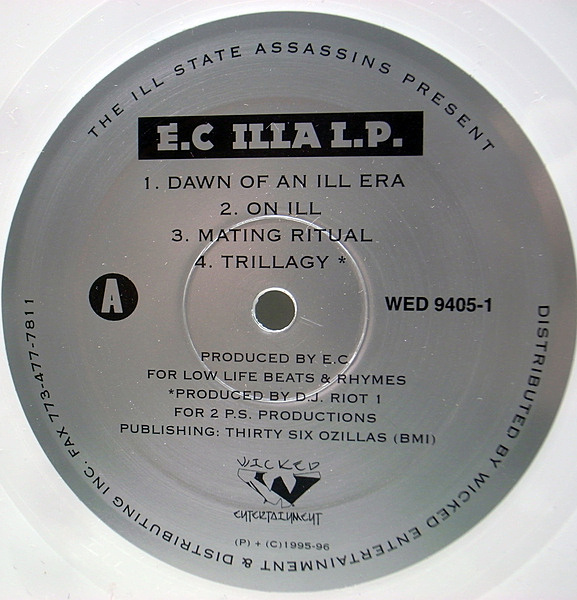 THE ILL STATE ASSASSINS PRESENT
E.C ILLA L.P.
1. DAWN OF AN ILL ERA
2. ON ILL
3. MATING RITUAL
4. TRILLAGY *
A
WED 9405-1
PRODUCED BY E.C.
FOR LOW LIFE BEATS & RHYMES
*PRODUCED BY D.J. RIOT 1
FOR 2 P.S. PRODUCTIONS
PUBLISHING: THIRTY SIX OZILLAS (BMI)
WICKED
W
ENTERTAINMENT
(P) + (C)1995-96
DISTRIBUTED BY WICKED ENTERTAINMENT & DISTRIBUTING INC. FAX 773-477-7811